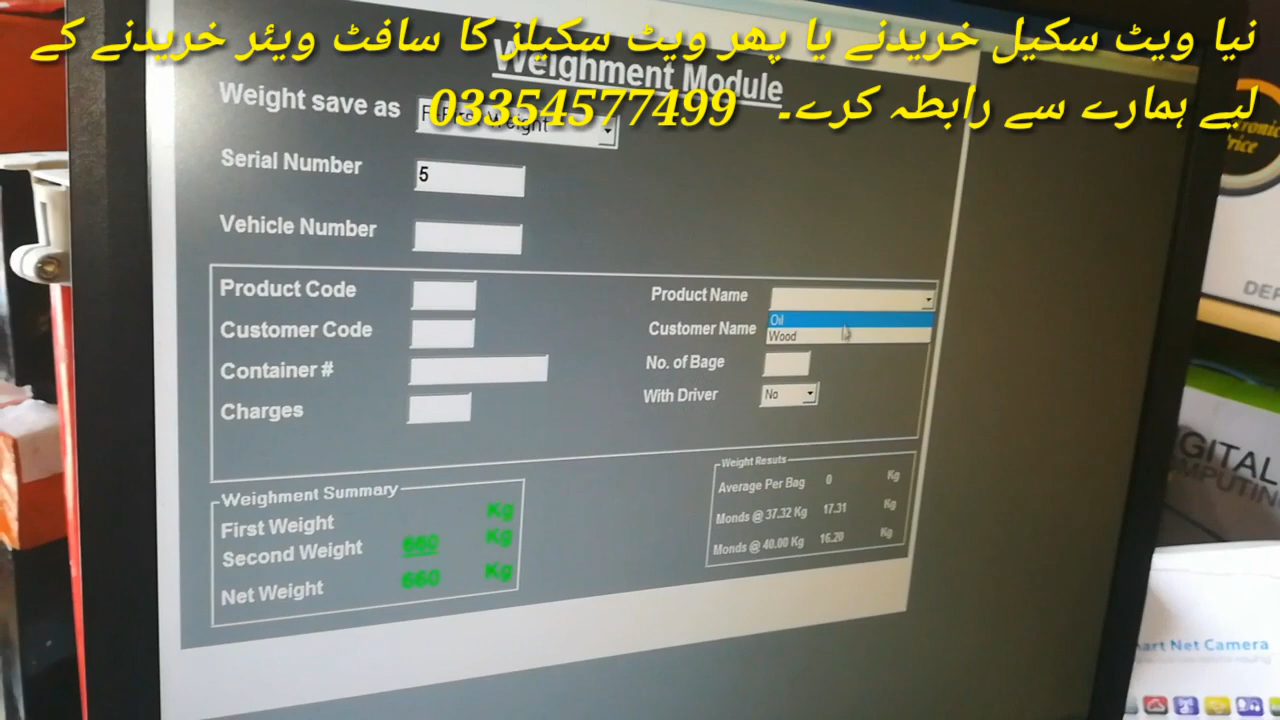 نیا ویٹ سکیل خریدنے یا پھر ویٹ سکیلز کا سافٹ ویئر خریدنے کے
لیے ہمارے سے رابطہ کرے۔ 03354577499
Weighment Module
Weight save as
Serial Number 5
Vehicle Number
Product Code Product Name
Oil
Customer Code Customer Name
Wood
Container # No. of Bage
Charges With Driver No
Weighment Summary
First Weight Kg
Second Weight 660 Kg
Net Weight 660 Kg
Weight Resuts
Average Per Bag 0 Kg
Monds @ 37.32 Kg 17.31 Kg
Monds @ 40.00 Kg 16.20 Kg
Net Camera